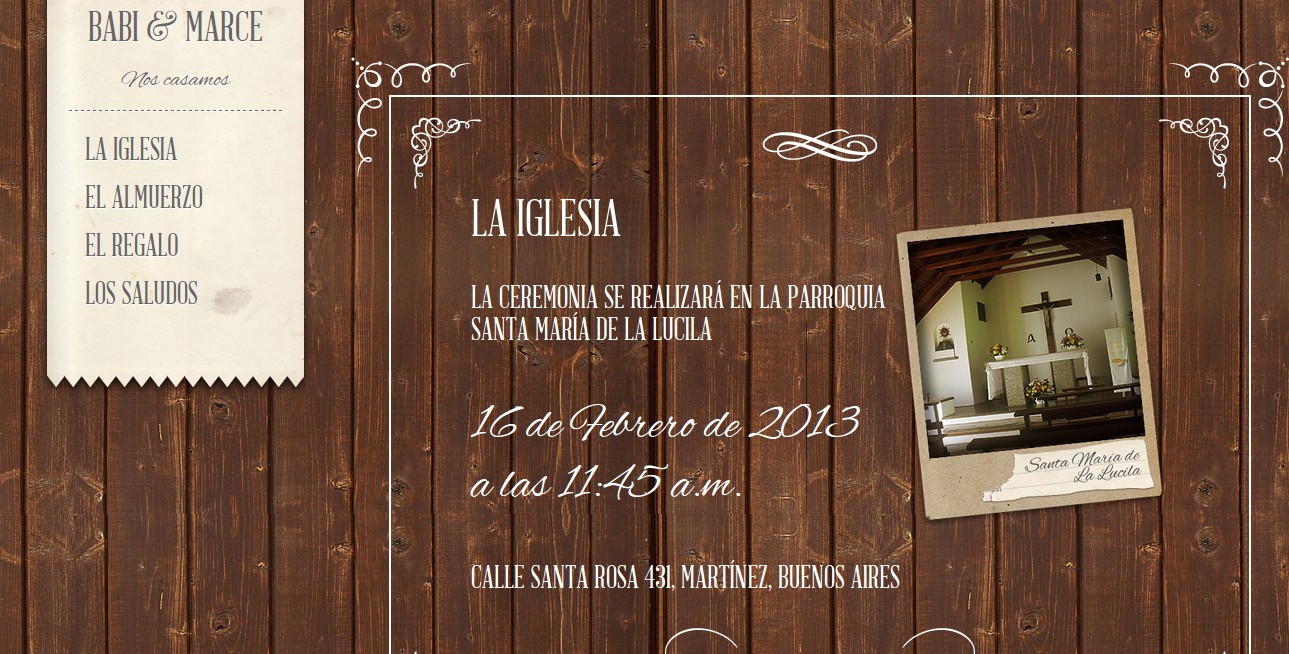 BABI & MARCE
Nos casamos
LA IGLESIA
EL ALMUERZO
EL REGALO
LOS SALUDOS
LA IGLESIA
LA CEREMONIA SE REALIZARÁ EN LA PARROQUIA
SANTA MARÍA DE LA LUCILA
16 de Febrero de 2013
a las 11:45 a.m.
CALLE SANTA ROSA 431, MARTÍNEZ, BUENOS AIRES
Santa Maria de
La Lucila